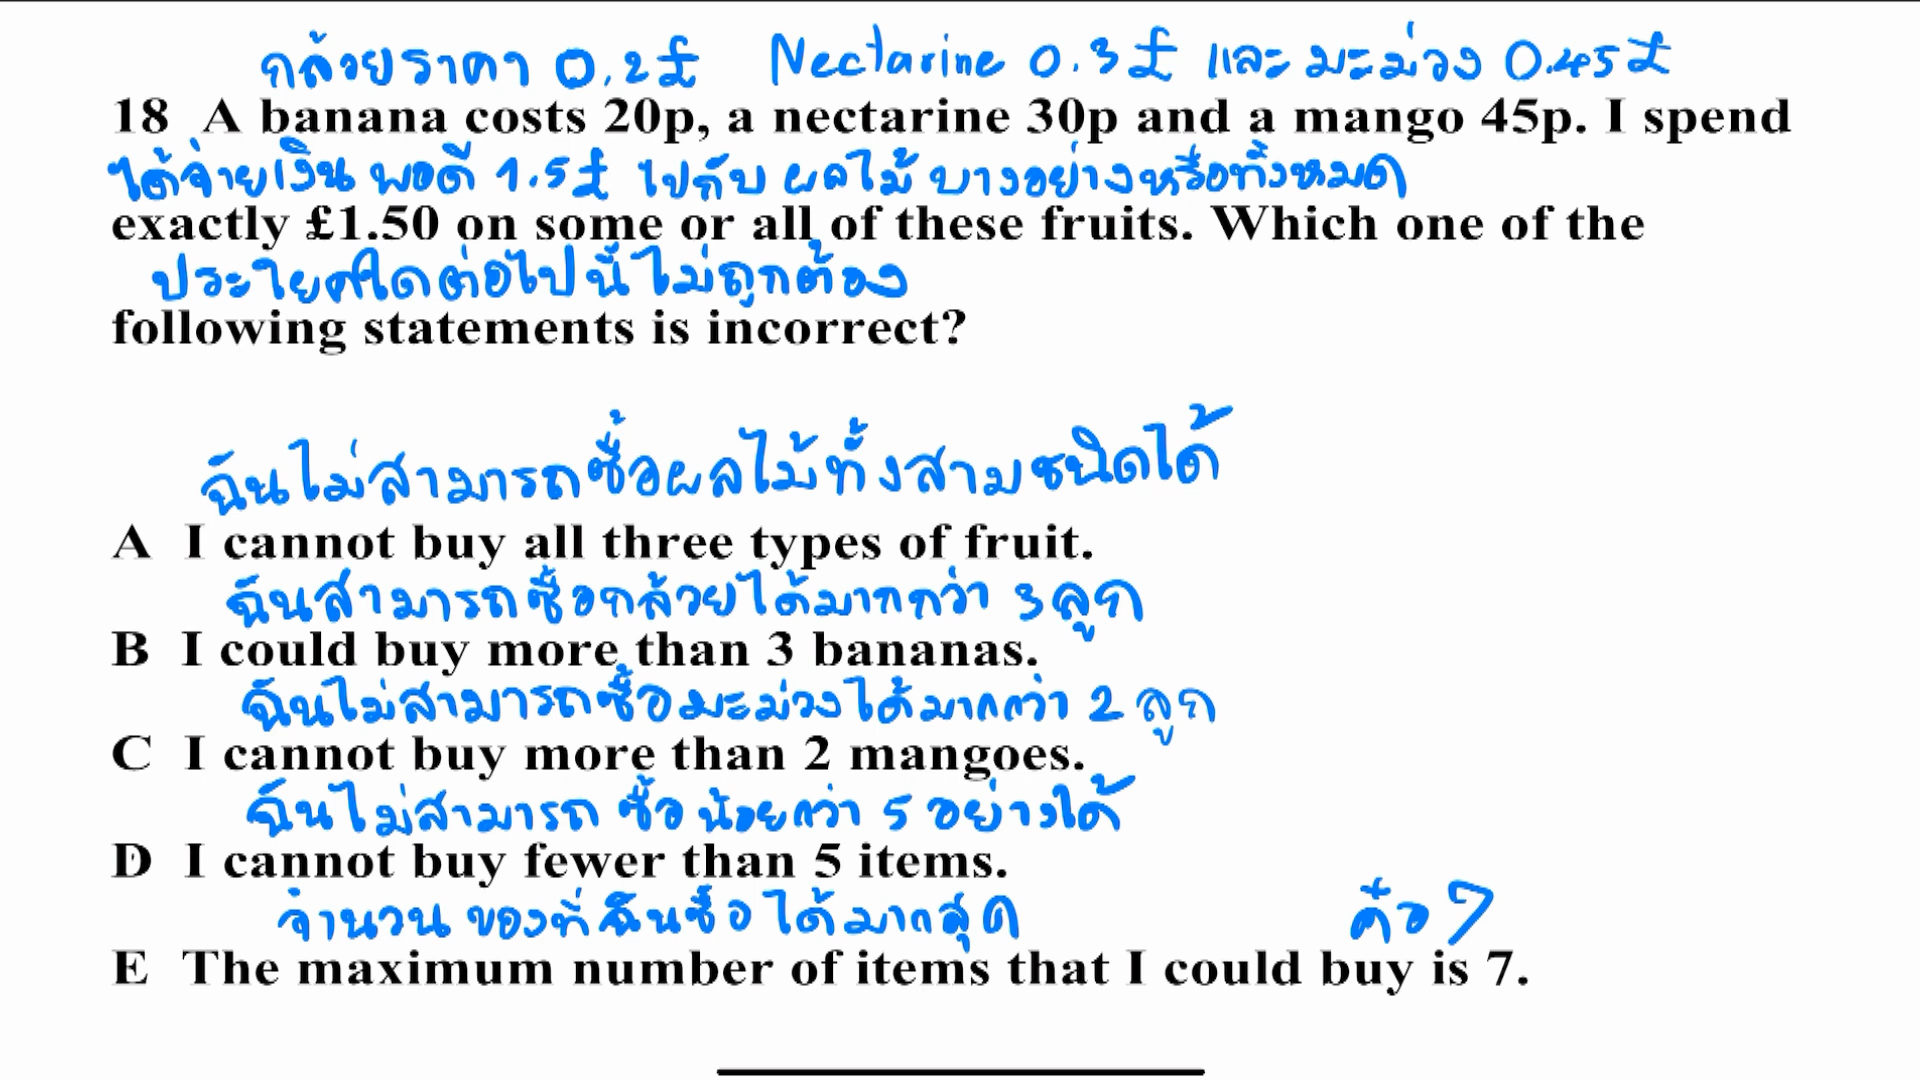 กล้วยราคา 0.2£ Nectarine 0.3£ และ มะม่วง 0.45£
18 A banana costs 20p, a nectarine 30p and a mango 45p. I spend
ได้จ่ายเงิน พอดี 1.5£ ไปกับ ผลไม้ บางอย่างหรือทั้งหมด
exactly £1.50 on some or all of these fruits. Which one of the
ประโยคใดต่อไปนี้ ไม่ถูกต้อง
following statements is incorrect?
ฉันไม่สามารถซื้อผลไม้ทั้งสามชนิดได้
A I cannot buy all three types of fruit.
ฉันสามารถซื้อกล้วยได้มากกว่า 3 ลูก
B I could buy more than 3 bananas.
ฉันไม่สามารถซื้อมะม่วงได้มากกว่า 2 ลูก
C I cannot buy more than 2 mangoes.
ฉันไม่สามารถ ซื้อ น้อยกว่า 5 อย่างได้
D I cannot buy fewer than 5 items.
จำนวน ของที่ ฉันซื้อ ได้มากสุด คือ 7
E The maximum number of items that I could buy is 7.